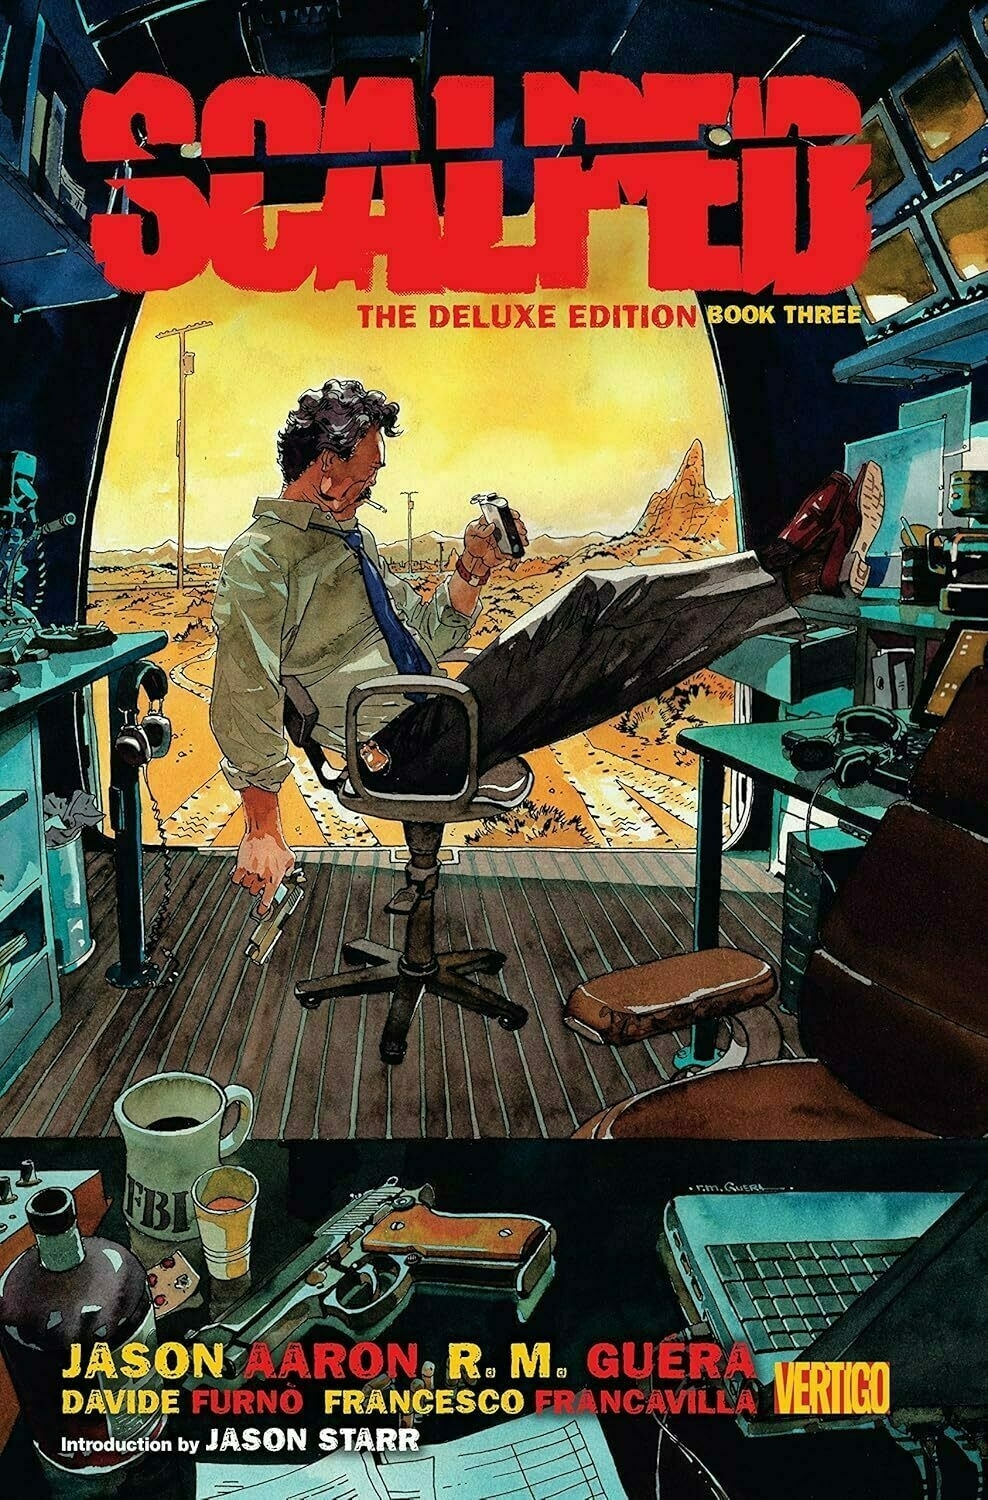 SCALPED
THE DELUXE EDITION BOOK THREE
FBI
r.m. Guera
JASON AARON R. M. GUÉRA
DAVIDE FURNÒ FRANCESCO FRANCAVILLA
VERTIGO
Introduction by JASON STARR